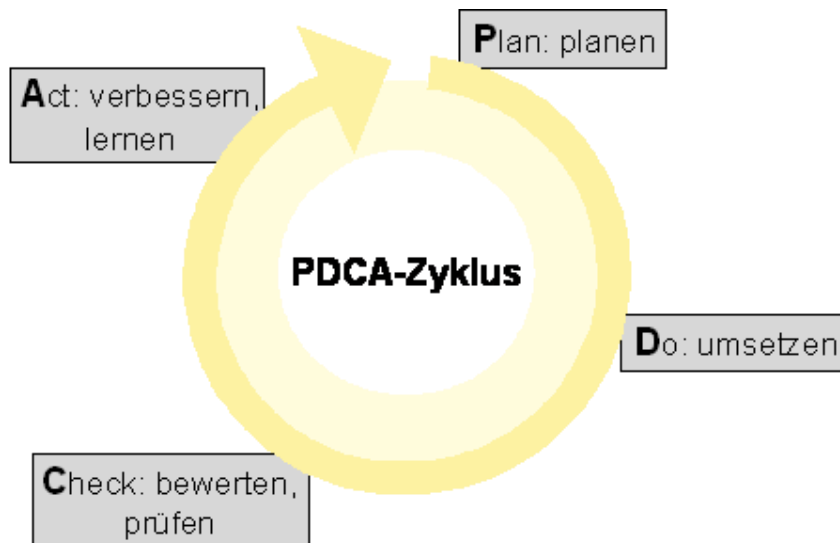 Plan: planen
Act: verbessern,
lernen
PDCA-Zyklus
Do: umsetzen
Check: bewerten,
prüfen